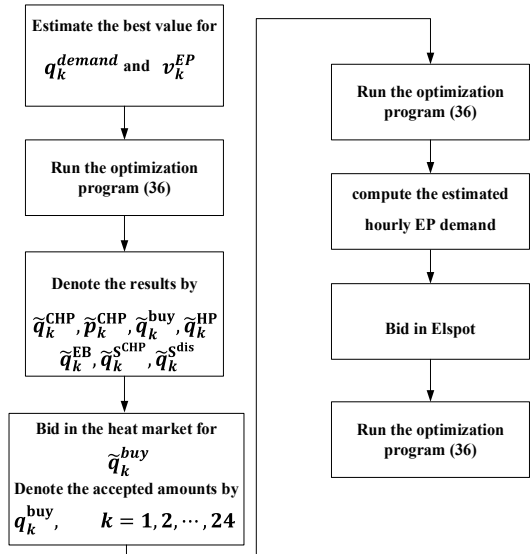 Estimate the best value for
q_k^{demand} and v_k^{EP}
Run the optimization
program (36)
Denote the results by
q̃_k^{CHP}, p̃_k^{CHP}, q̃_k^{buy}, q̃_k^{HP}
q̃_k^{EB}, q̃_k^{S^{CHP}}, q̃_k^{S^{dis}}
Bid in the heat market for
q̃_k^{buy}
Denote the accepted amounts by
q_k^{buy}, k = 1, 2, ⋯, 24
Run the optimization
program (36)
compute the estimated
hourly EP demand
Bid in Elspot
Run the optimization
program (36)